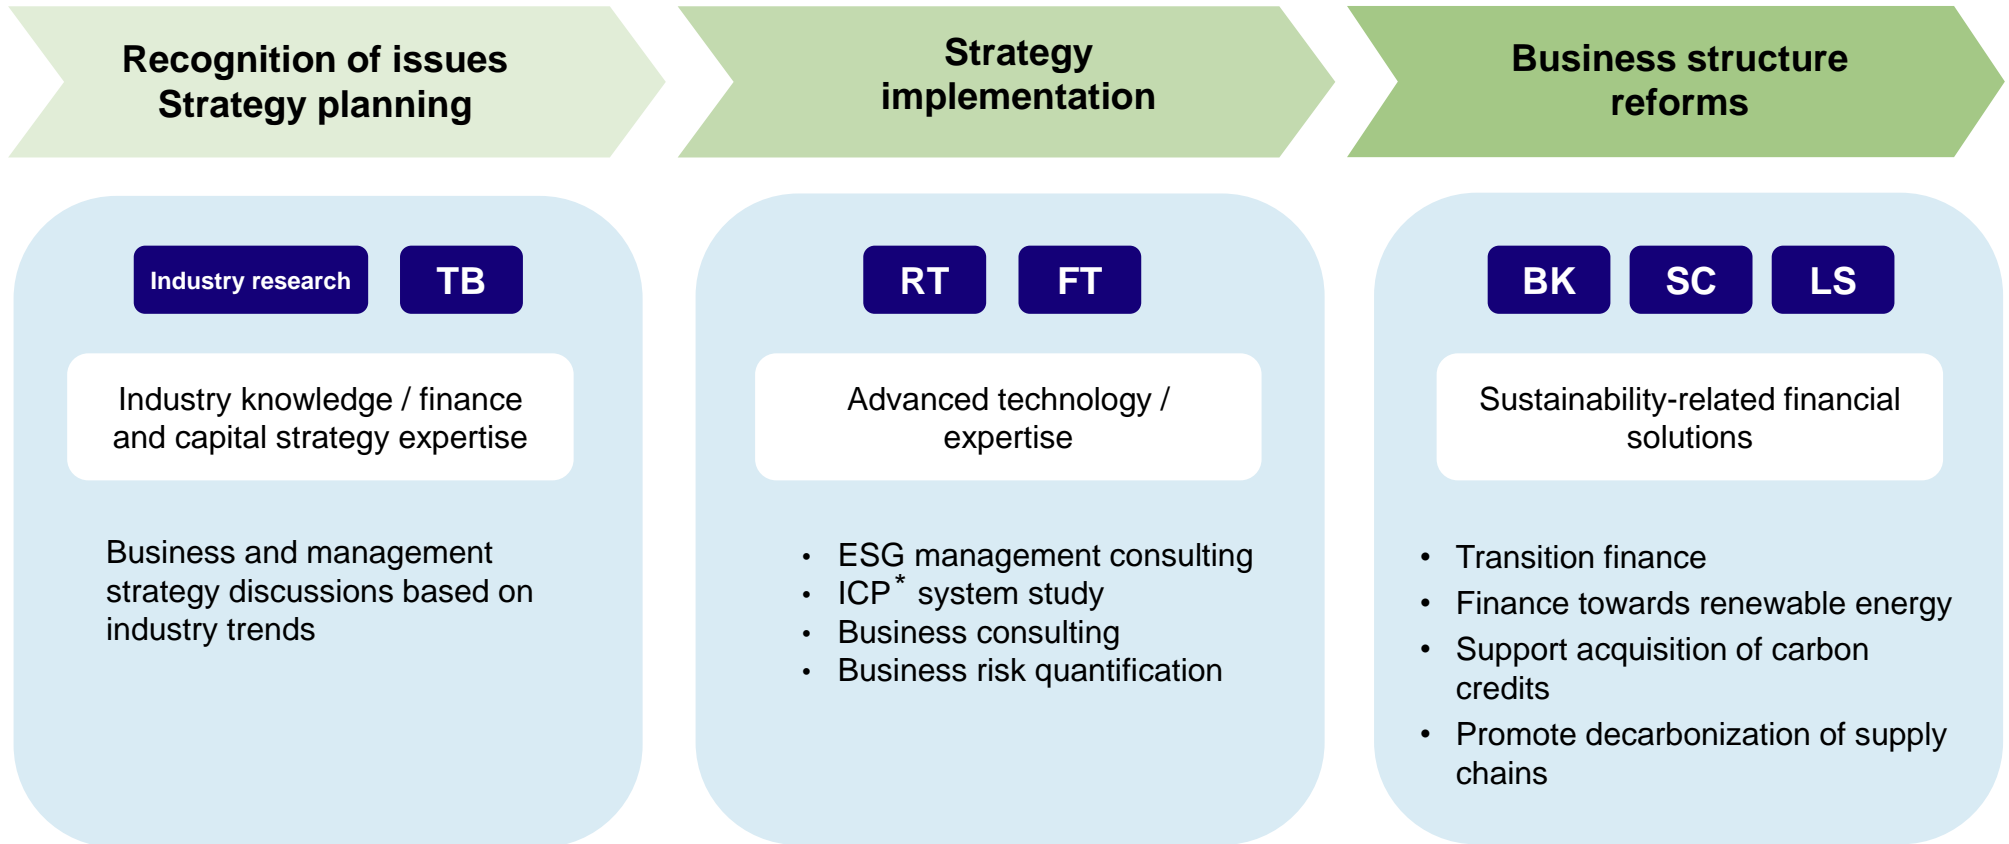 Recognition of issues
Strategy planning
Strategy
implementation
Business structure
reforms
Industry research
TB
Industry knowledge / finance
and capital strategy expertise
Business and management
strategy discussions based on
industry trends
RT
FT
Advanced technology /
expertise
• ESG management consulting
• ICP* system study
• Business consulting
• Business risk quantification
BK
SC
LS
Sustainability-related financial
solutions
• Transition finance
• Finance towards renewable energy
• Support acquisition of carbon
credits
• Promote decarbonization of supply
chains